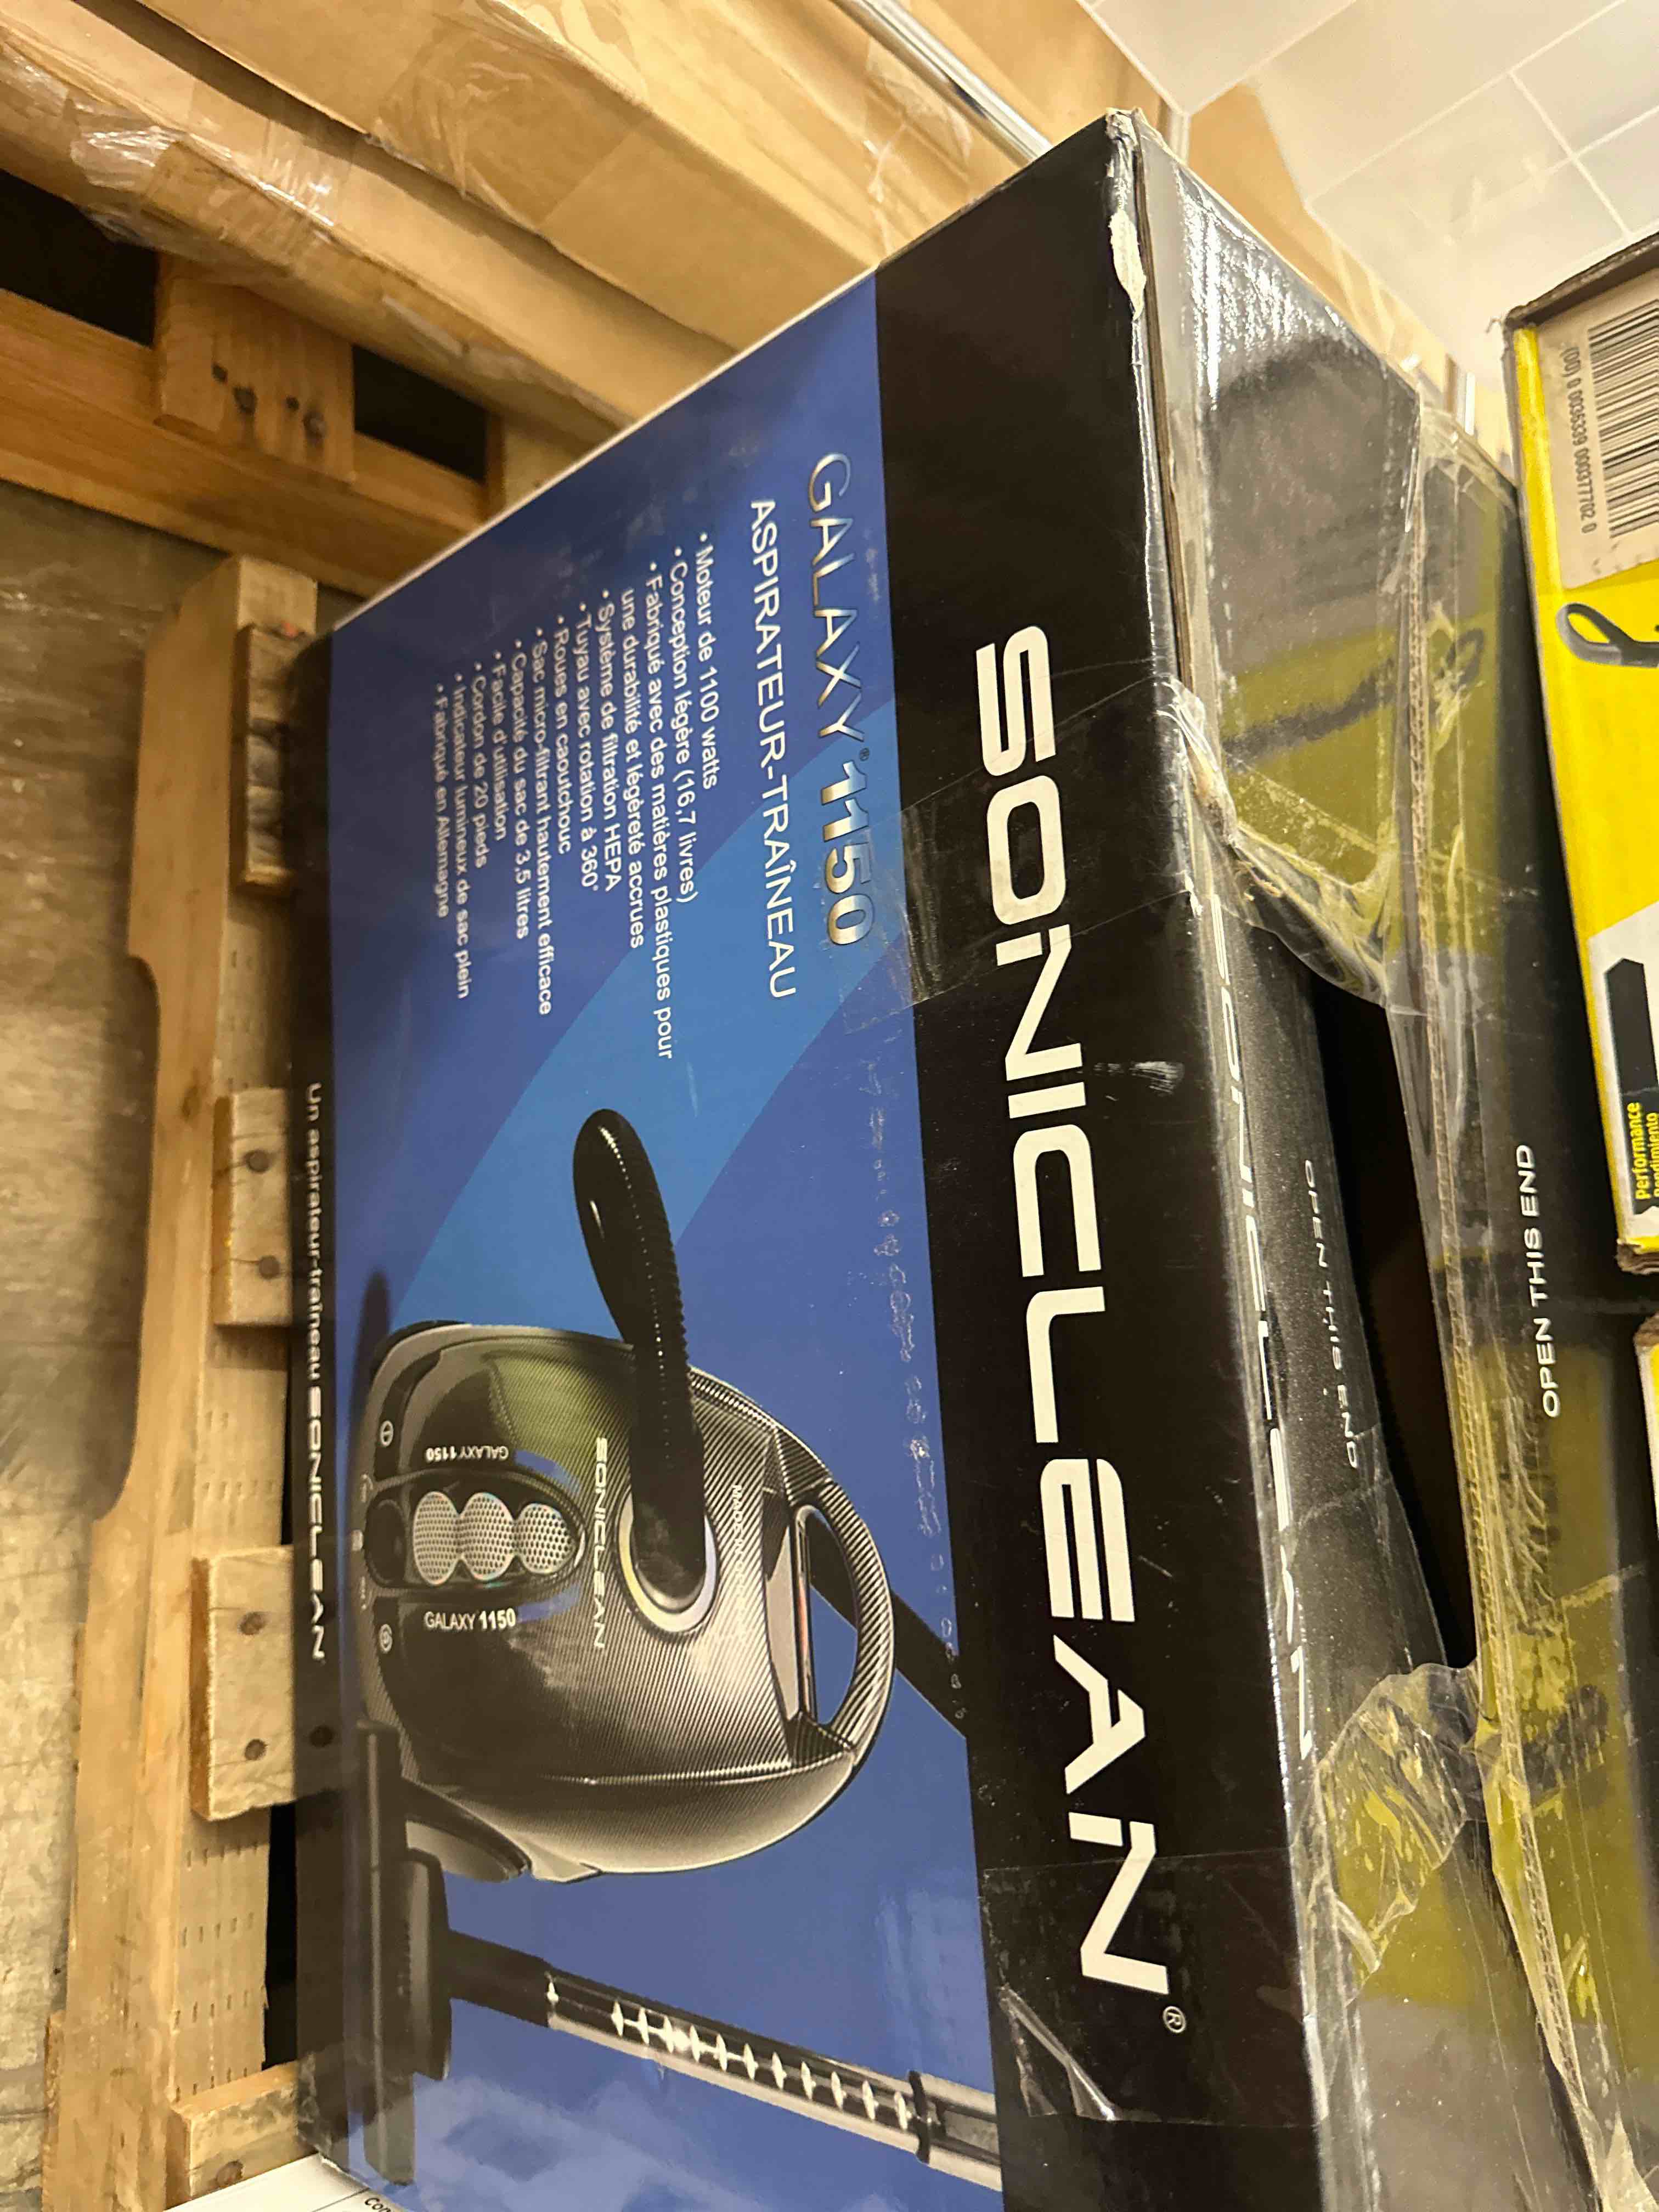 SONICLEAN®
GALAXY® 1150
ASPIRATEUR-TRAÎNEAU
• Moteur de 1100 watts
• Conception légère (16,7 livres)
• Fabriqué avec des matières plastiques pour
une durabilité et légèreté accrues
• Système de filtration HEPA
• Tuyau avec rotation à 360°
• Roues en caoutchouc
• Sac micro-filtrant hautement efficace
• Capacité du sac de 3,5 litres
• Facile d'utilisation
• Cordon de 20 pieds
• Indicateur lumineux de sac plein
• Fabriqué en Allemagne
SONICLEAN
GALAXY 1150
GALAXY 1150
Un aspirateur-traîneau SONICLEAN
SONICLEAN
OPEN THIS END
OPEN THIS END
Performance
Rendimiento